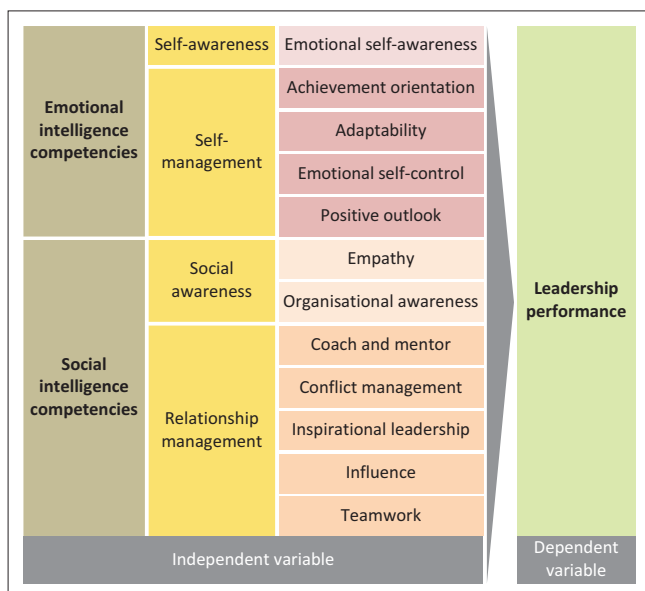 Self-awareness
Emotional self-awareness
Emotional
intelligence
competencies
Self-
management
Achievement orientation
Adaptability
Emotional self-control
Positive outlook
Social
intelligence
competencies
Social
awareness
Empathy
Organisational awareness
Relationship
management
Coach and mentor
Conflict management
Inspirational leadership
Influence
Teamwork
Leadership
performance
Independent variable
Dependent
variable